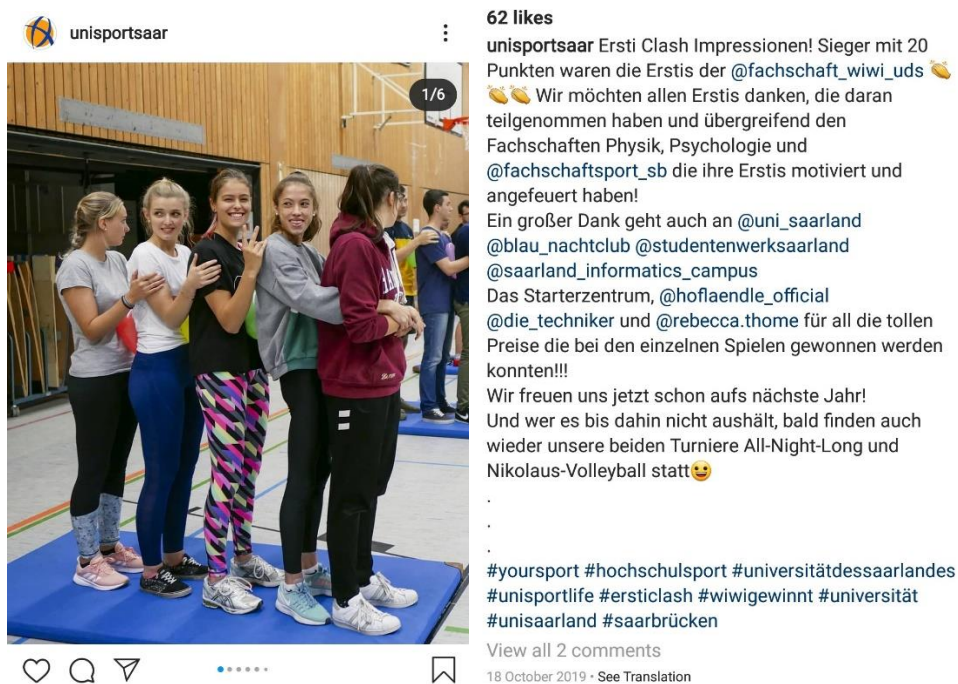 unisportsaar
1/6
62 likes
unisportsaar Ersti Clash Impressionen! Sieger mit 20
Punkten waren die Erstis der @fachschaft_wiwi_uds 👏
👏👏 Wir möchten allen Erstis danken, die daran
teilgenommen haben und übergreifend den
Fachschaften Physik, Psychologie und
@fachschaftsport_sb die ihre Erstis motiviert und
angefeuert haben!
Ein großer Dank geht auch an @uni_saarland
@blau_nachtclub @studentenwerksaarland
@saarland_informatics_campus
Das Starterzentrum, @hoflaendle_official
@die_techniker und @rebecca.thome für all die tollen
Preise die bei den einzelnen Spielen gewonnen werden
konnten!!!
Wir freuen uns jetzt schon aufs nächste Jahr!
Und wer es bis dahin nicht aushält, bald finden auch
wieder unsere beiden Turniere All-Night-Long und
Nikolaus-Volleyball statt😀
.
.
.
#yoursport #hochschulsport #universitätdessaarlandes
#unisportlife #ersticlash #wiwigewinnt #universität
#unisaarland #saarbrücken
View all 2 comments
18 October 2019 • See Translation